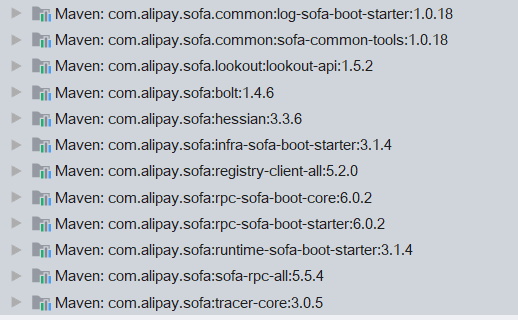 Maven: com.alipay.sofa.common:log-sofa-boot-starter:1.0.18
Maven: com.alipay.sofa.common:sofa-common-tools:1.0.18
Maven: com.alipay.sofa.lookout:lookout-api:1.5.2
Maven: com.alipay.sofa:bolt:1.4.6
Maven: com.alipay.sofa:hessian:3.3.6
Maven: com.alipay.sofa:infra-sofa-boot-starter:3.1.4
Maven: com.alipay.sofa:registry-client-all:5.2.0
Maven: com.alipay.sofa:rpc-sofa-boot-core:6.0.2
Maven: com.alipay.sofa:rpc-sofa-boot-starter:6.0.2
Maven: com.alipay.sofa:runtime-sofa-boot-starter:3.1.4
Maven: com.alipay.sofa:sofa-rpc-all:5.5.4
Maven: com.alipay.sofa:tracer-core:3.0.5